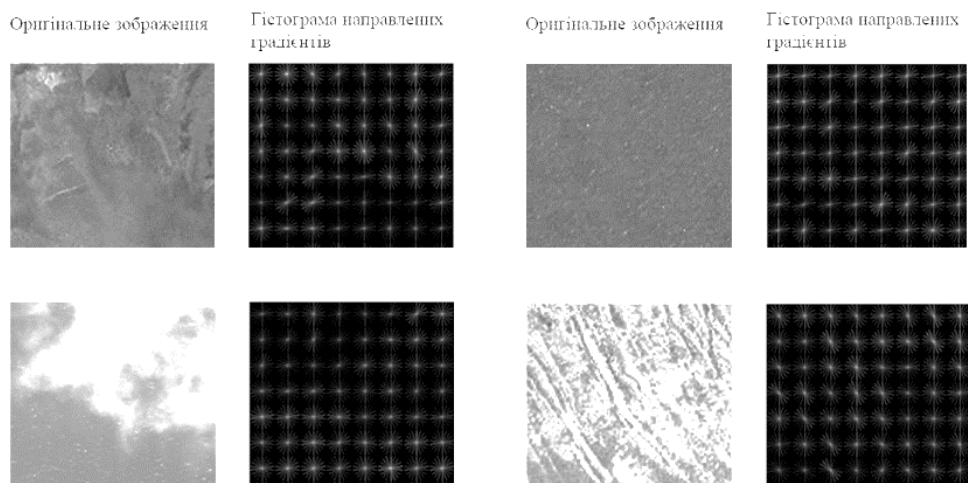 Оригінальне зображення
Гістограма направлених
градієнтів
Оригінальне зображення
Гістограма направлених
градієнтів